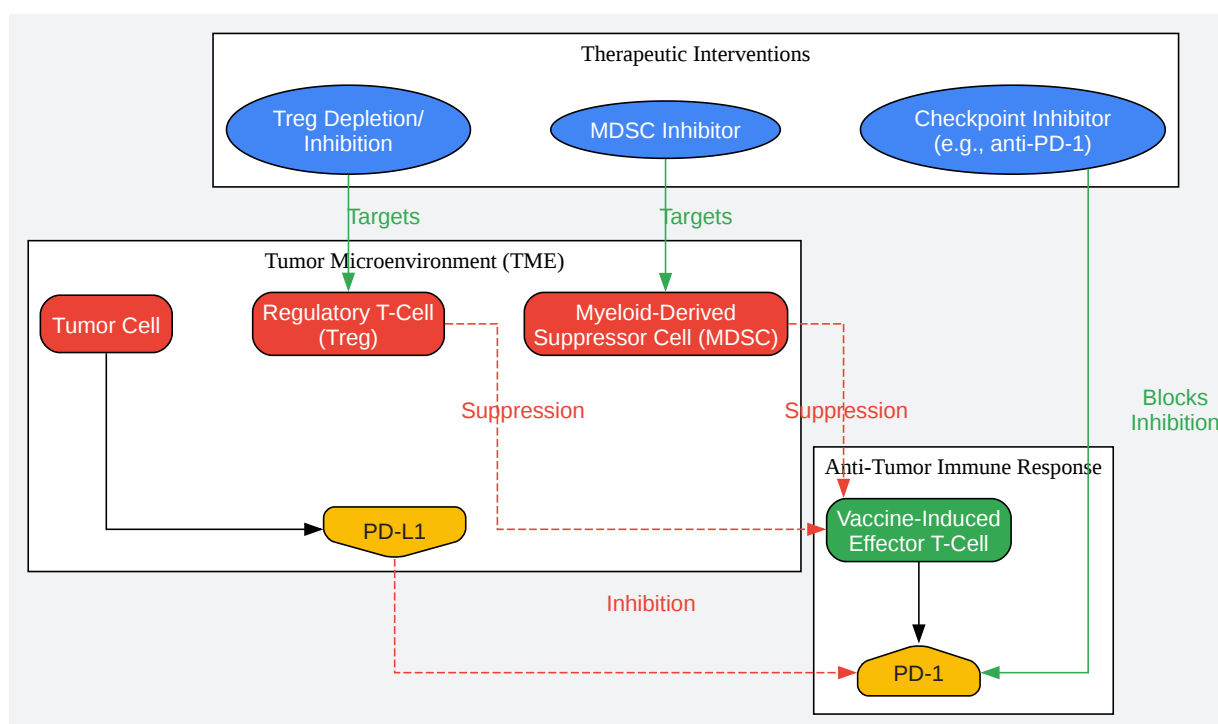 Therapeutic Interventions
Treg Depletion/
Inhibition
MDSC Inhibitor
Checkpoint Inhibitor
(e.g., anti-PD-1)
Targets
Targets
Tumor Microenvironment (TME)
Tumor Cell
Regulatory T-Cell
(Treg)
Myeloid-Derived
Suppressor Cell (MDSC)
Suppression
Suppression
Blocks
Inhibition
Anti-Tumor Immune Response
PD-L1
Vaccine-Induced
Effector T-Cell
Inhibition
PD-1